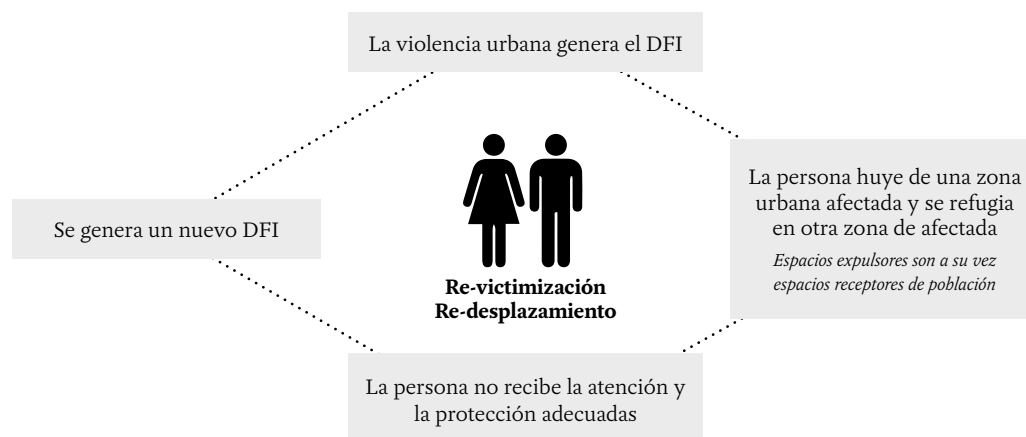 La violencia urbana genera el DFI
La persona huye de una zona
urbana afectada y se refugia
en otra zona de afectada
Espacios expulsores son a su vez
espacios receptores de población
Se genera un nuevo DFI
Re-victimización
Re-desplazamiento
La persona no recibe la atención y
la protección adecuadas